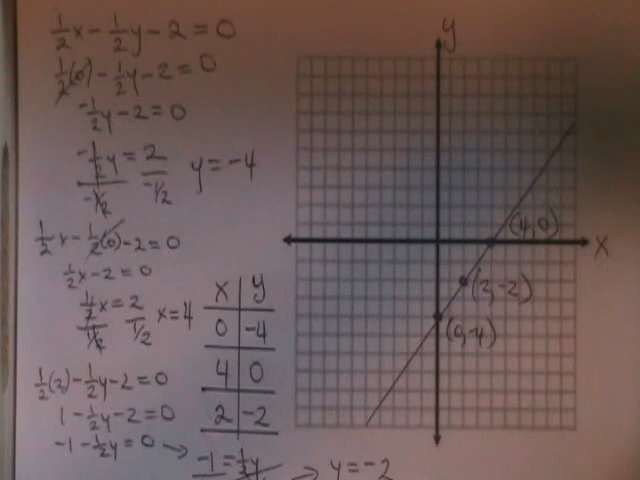 1/2x - 1/2y - 2 = 0
1/2(0) - 1/2y - 2 = 0
-1/2y - 2 = 0
-1/2y = 2 y = -4
-1/2 -1/2
1/2x - 1/2(0) - 2 = 0
1/2x - 2 = 0
1/2x = 2 x = 4
1/2 1/2
1/2(2) - 1/2y - 2 = 0
1 - 1/2y - 2 = 0
-1 - 1/2y = 0 →
-1 = 1/2y → y = -2
x y
0 -4
4 0
2 -2
y
x
(4,0)
(2,-2)
(0,-4)